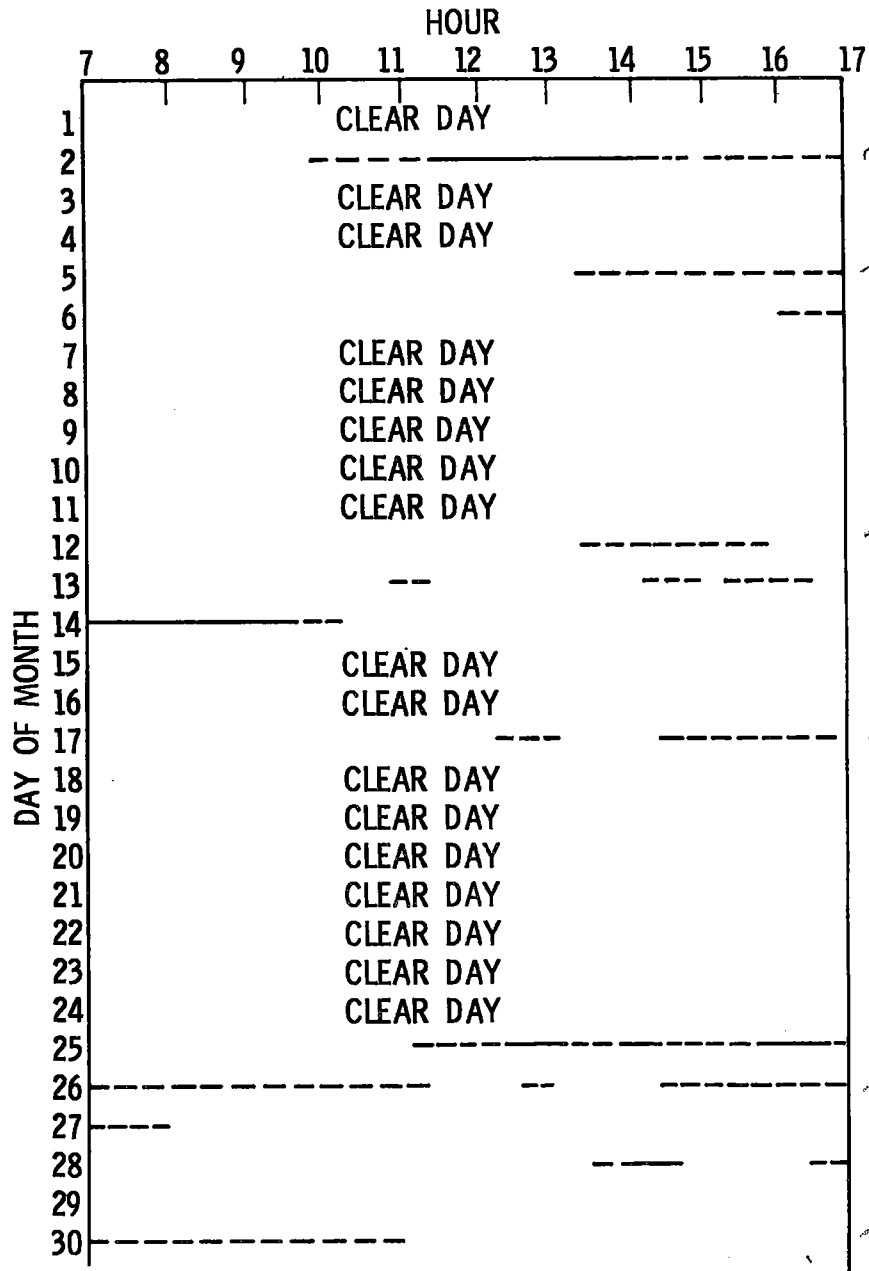 HOUR
7 8 9 10 11 12 13 14 15 16 17
DAY OF MONTH
1 CLEAR DAY
2
3 CLEAR DAY
4 CLEAR DAY
5
6
7 CLEAR DAY
8 CLEAR DAY
9 CLEAR DAY
10 CLEAR DAY
11 CLEAR DAY
12
13
14
15 CLEAR DAY
16 CLEAR DAY
17
18 CLEAR DAY
19 CLEAR DAY
20 CLEAR DAY
21 CLEAR DAY
22 CLEAR DAY
23 CLEAR DAY
24 CLEAR DAY
25
26
27
28
29
30